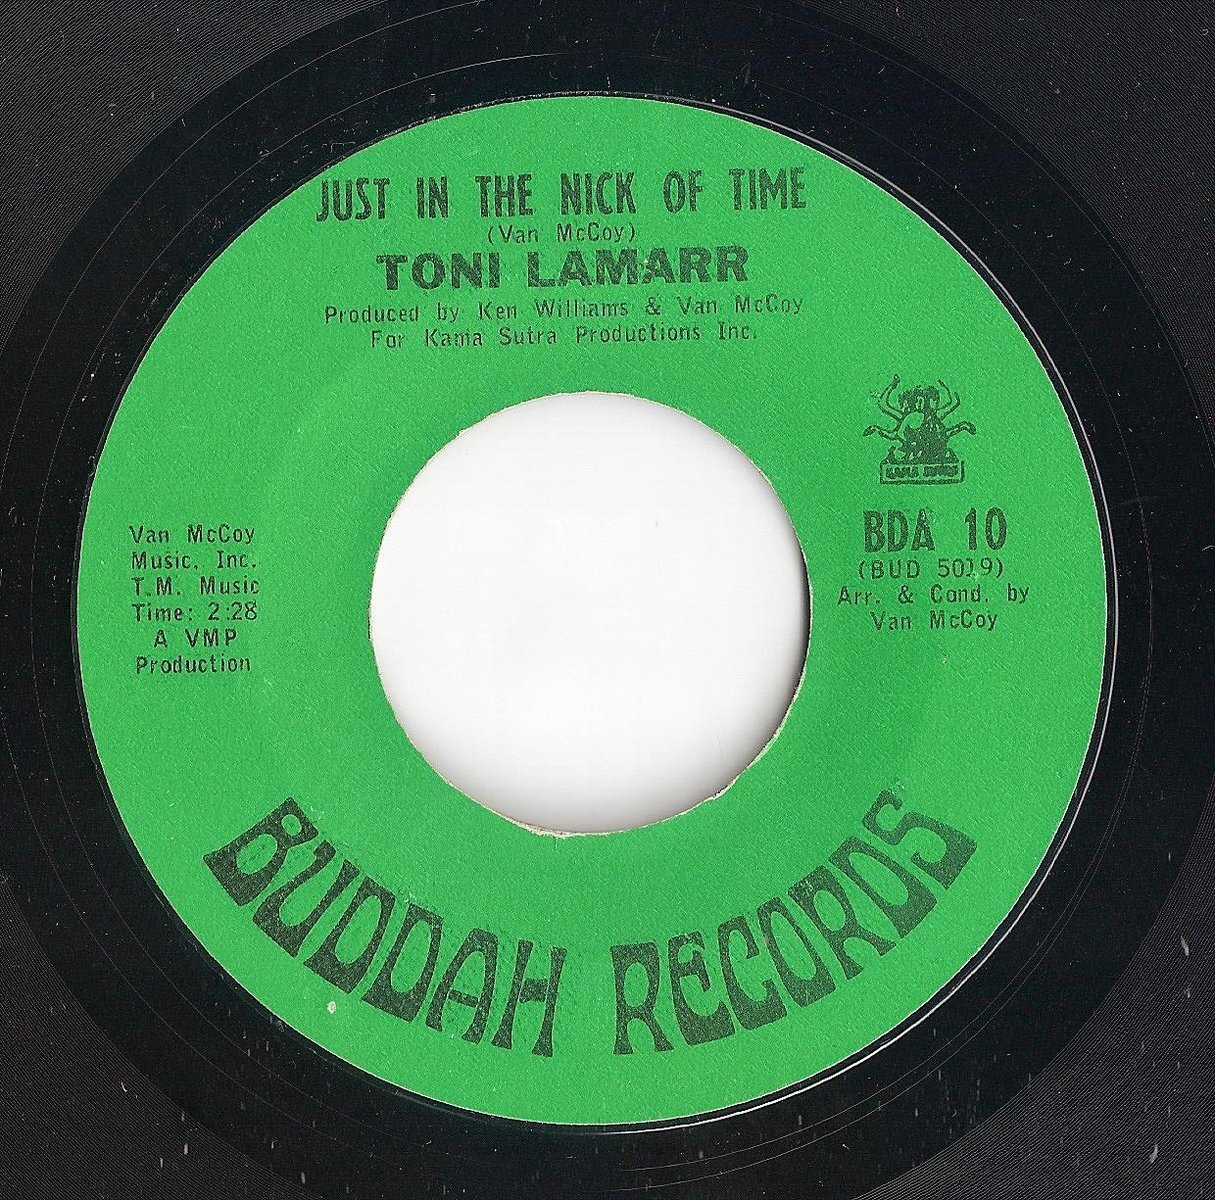 JUST IN THE NICK OF TIME
(Van McCoy)
TONI LAMARR
Produced by Ken Williams & Van McCoy
For Kama Sutra Productions Inc.
KAMA SUTRA
BDA 10
(BUD 5019)
Arr. & Cond. by
Van McCoy
Van McCoy
Music, Inc.
T.M. Music
Time: 2:28
A VMP
Production
BUDDAH RECORDS